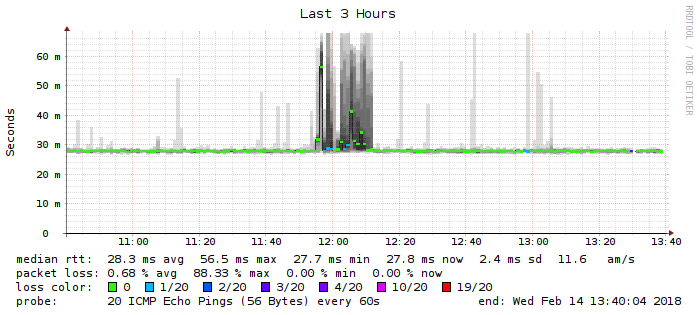 Last 3 Hours
RRDTOOL / TOBI OETIKER
Seconds
60 m
50 m
40 m
30 m
20 m
10 m
0
11:00 11:20 11:40 12:00 12:20 12:40 13:00 13:20 13:40
median rtt: 28.3 ms avg 56.5 ms max 27.7 ms min 27.8 ms now 2.4 ms sd 11.6 am/s
packet loss: 0.68 % avg 88.33 % max 0.00 % min 0.00 % now
loss color: 0 1/20 2/20 3/20 4/20 10/20 19/20
probe: 20 ICMP Echo Pings (56 Bytes) every 60s end: Wed Feb 14 13:40:04 2018